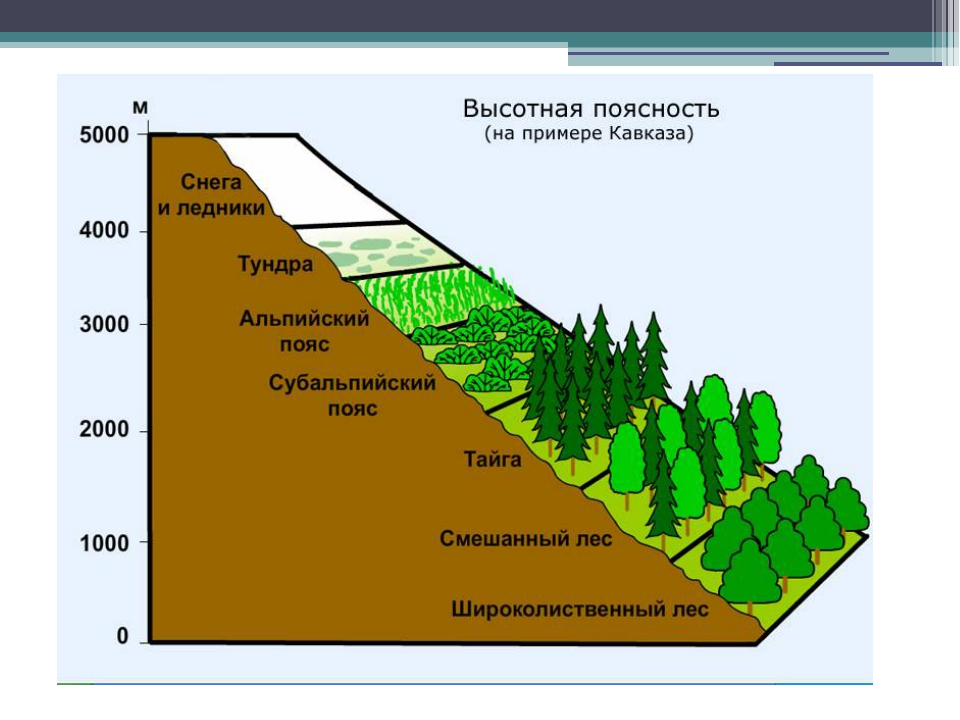 Высотная поясность
(на примере Кавказа)
м
5000
Снега
и ледники
4000
Тундра
3000
Альпийский
пояс
Субальпийский
пояс
2000
Тайга
1000
Смешанный лес
Широколиственный лес
0